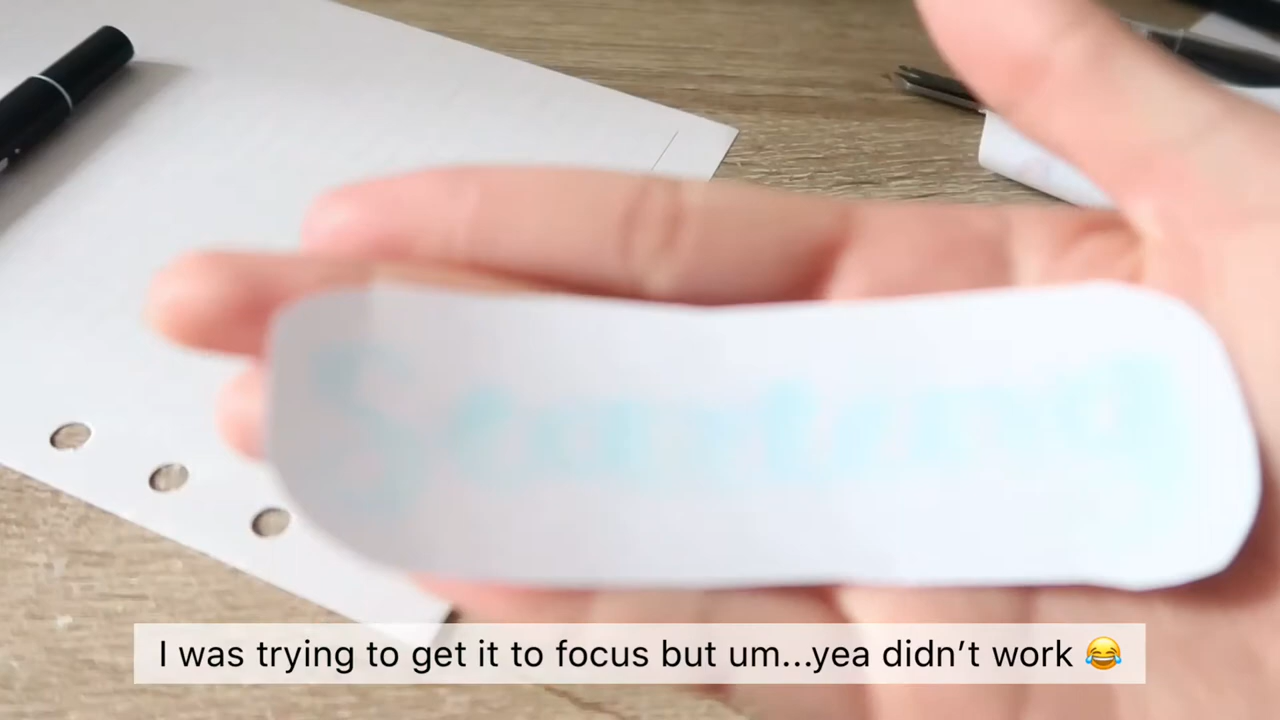 I was trying to get it to focus but um...yea didn't work 😂